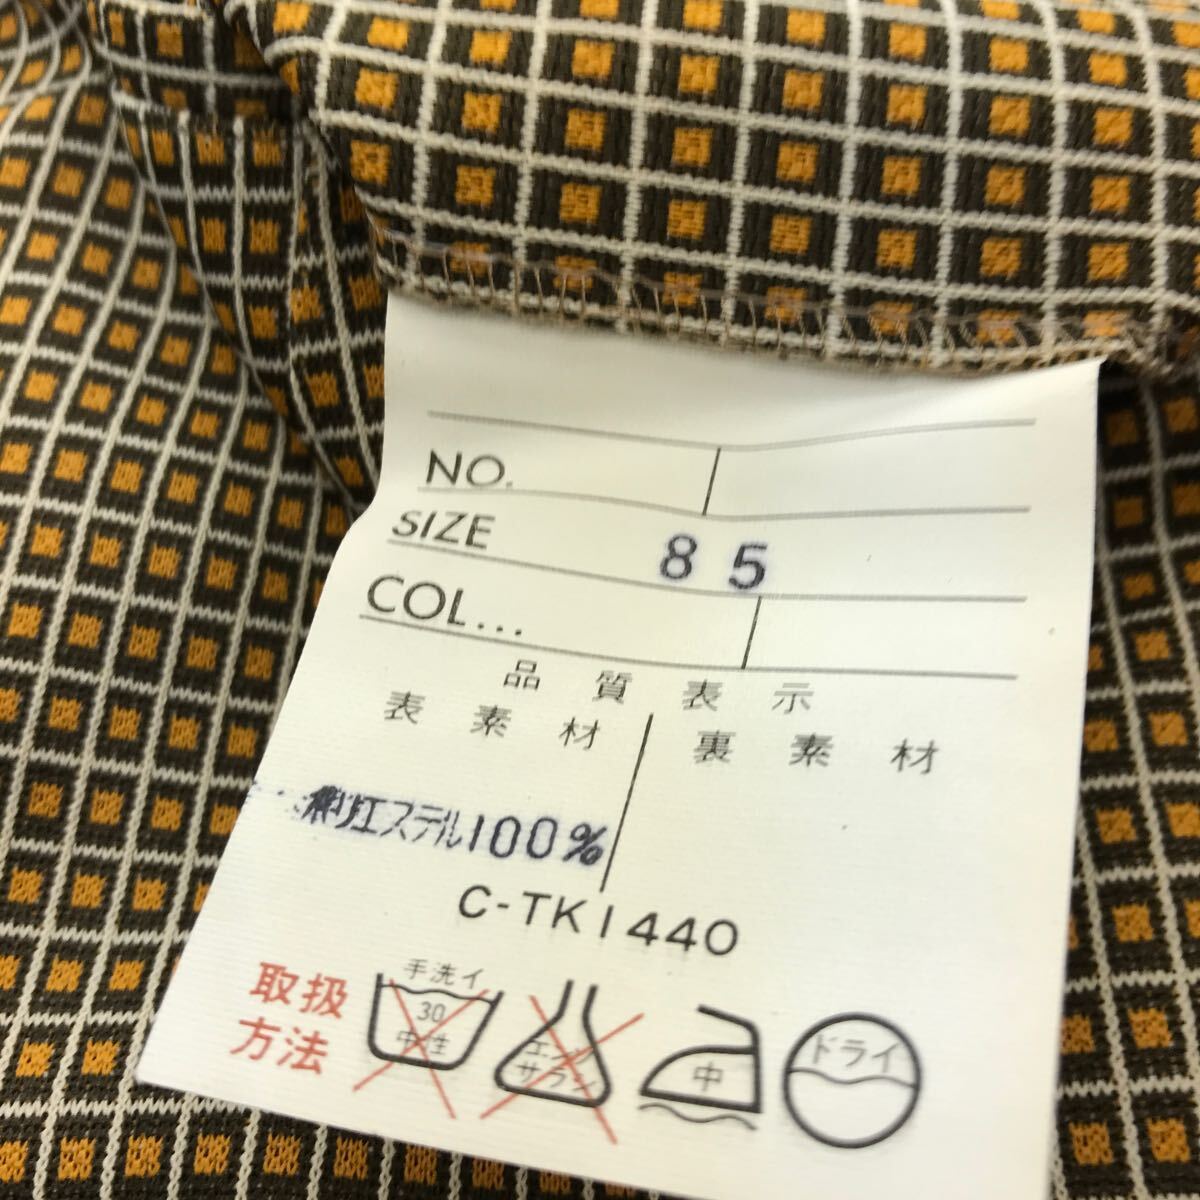 NO.
SIZE 85
COL...
品質表示
表素材 裏素材
ポリエステル100%
C-TK1440
取扱
方法
手洗イ
30
中性
エンソ
サラシ
中
ドライ